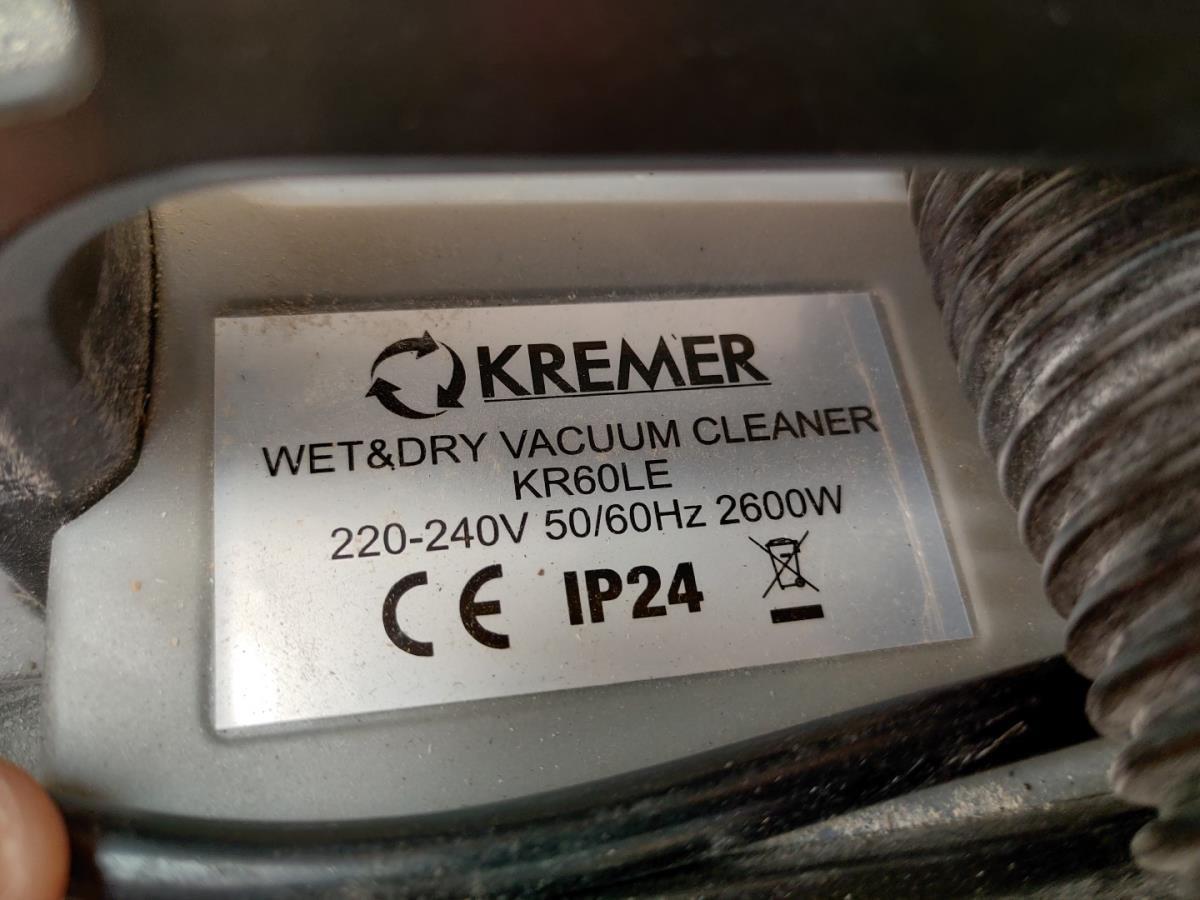 KREMER
WET&DRY VACUUM CLEANER
KR60LE
220-240V 50/60Hz 2600W
CE IP24